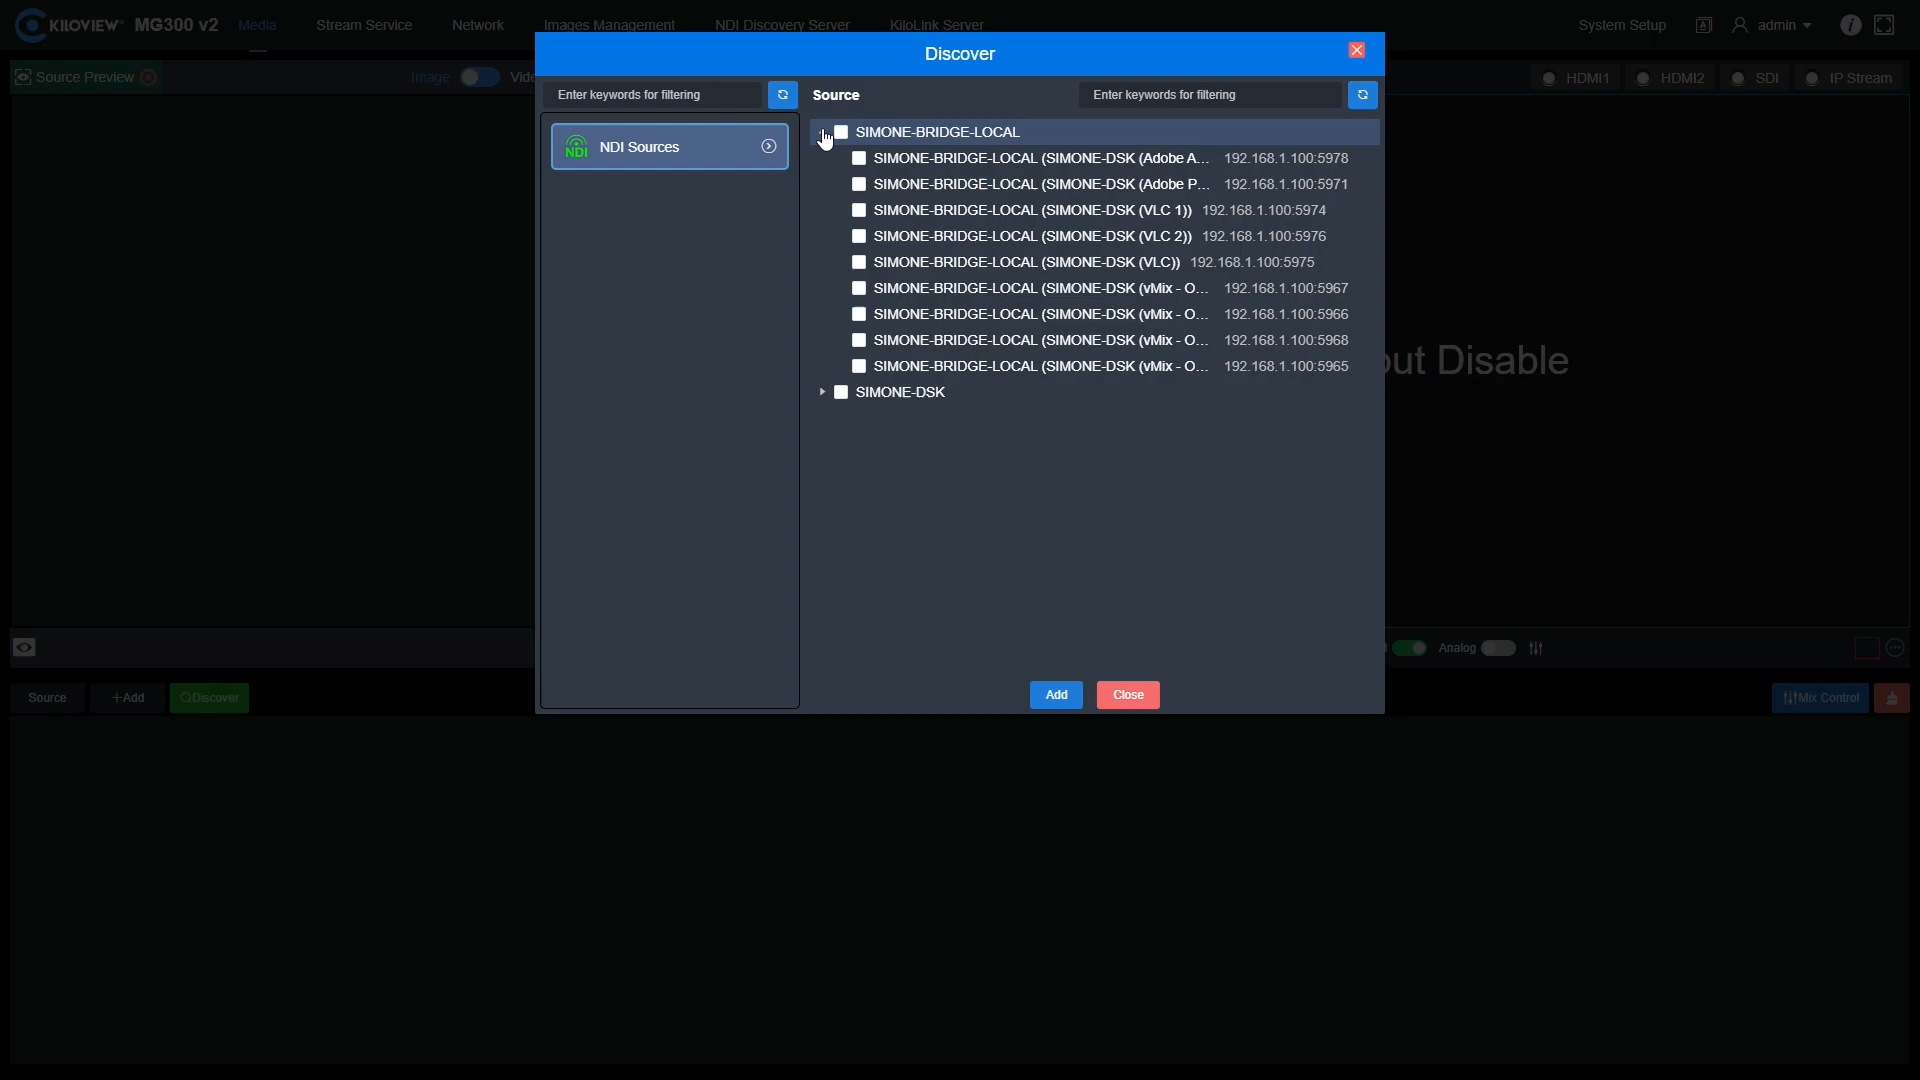 KILOVIEW MG300 v2 Media Stream Service Network Images Management NDI Discovery Server KiloLink Server System Setup admin
Discover
Source Preview Image HDMI1 HDMI2 SDI IP Stream
Enter keywords for filtering Source Enter keywords for filtering
NDI Sources
SIMONE-BRIDGE-LOCAL
SIMONE-BRIDGE-LOCAL (SIMONE-DSK (Adobe A... 192.168.1.100:5978
SIMONE-BRIDGE-LOCAL (SIMONE-DSK (Adobe P... 192.168.1.100:5971
SIMONE-BRIDGE-LOCAL (SIMONE-DSK (VLC 1)) 192.168.1.100:5974
SIMONE-BRIDGE-LOCAL (SIMONE-DSK (VLC 2)) 192.168.1.100:5976
SIMONE-BRIDGE-LOCAL (SIMONE-DSK (VLC)) 192.168.1.100:5975
SIMONE-BRIDGE-LOCAL (SIMONE-DSK (vMix - O... 192.168.1.100:5967
SIMONE-BRIDGE-LOCAL (SIMONE-DSK (vMix - O... 192.168.1.100:5966
SIMONE-BRIDGE-LOCAL (SIMONE-DSK (vMix - O... 192.168.1.100:5968
SIMONE-BRIDGE-LOCAL (SIMONE-DSK (vMix - O... 192.168.1.100:5965
SIMONE-DSK
Disable
Analog
Source +Add Discover Add Close Mix Control